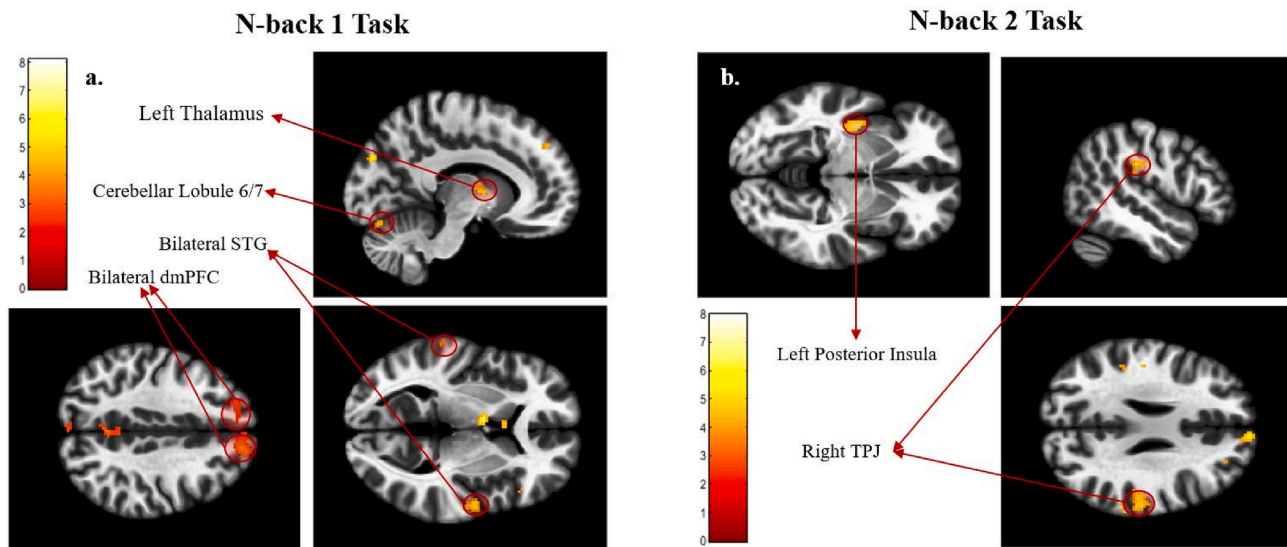 N-back 1 Task
N-back 2 Task
8
7
6
5
4
3
2
1
0
a.
Left Thalamus
Cerebellar Lobule 6/7
Bilateral STG
Bilateral dmPFC
b.
8
7
6
5
4
3
2
1
0
Left Posterior Insula
Right TPJ